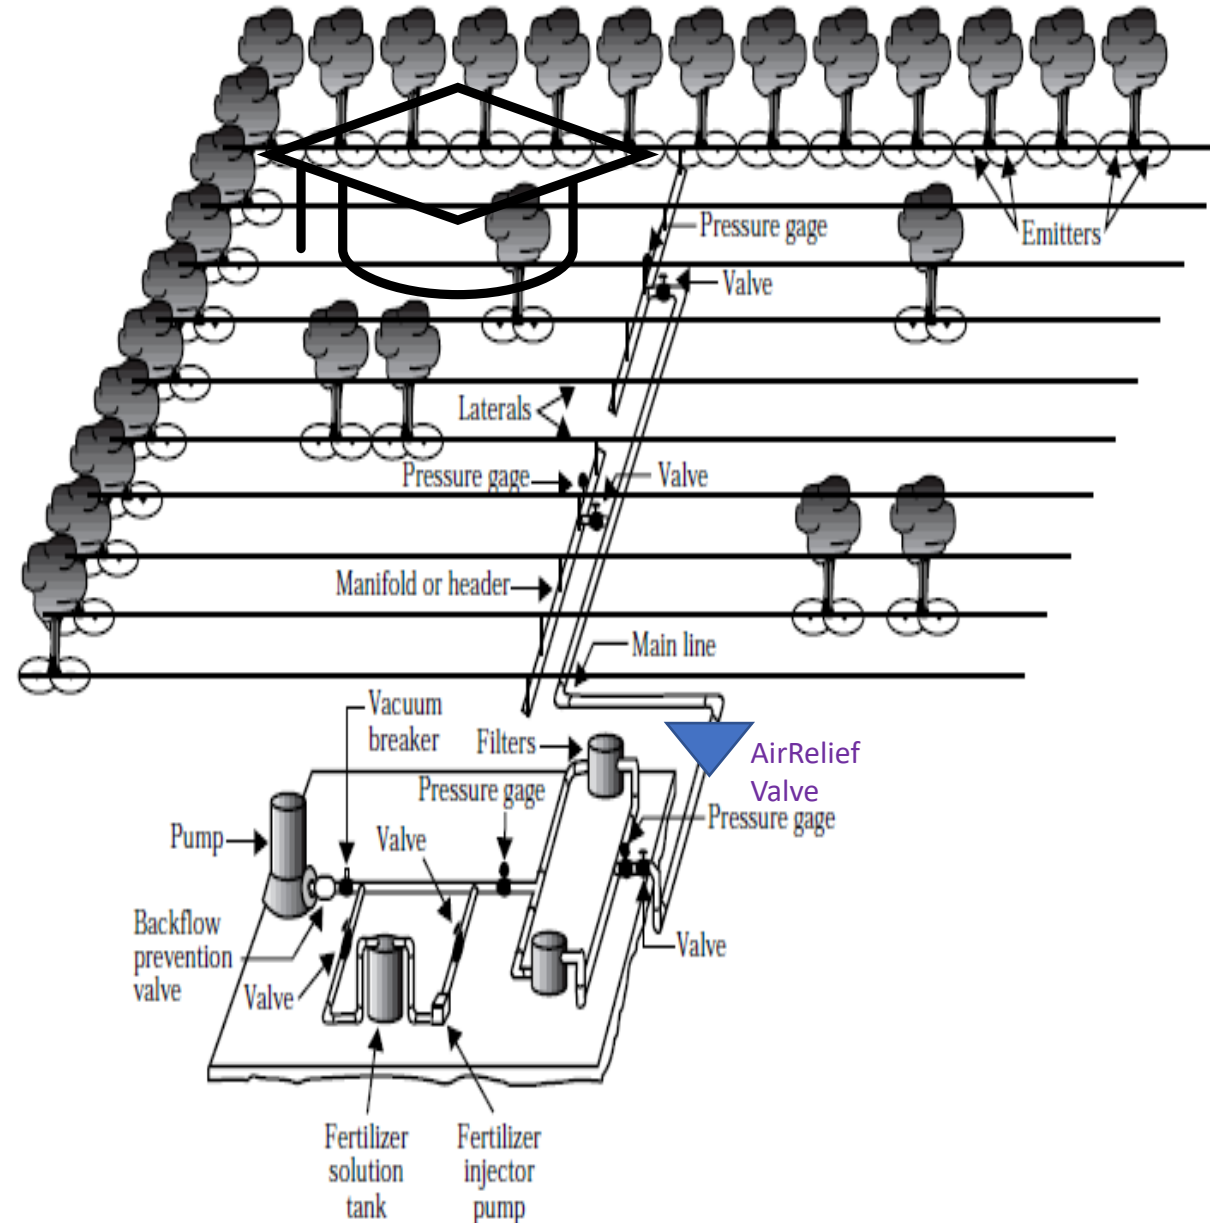 Pressure gage
Emitters
Valve
Laterals
Pressure gage
Valve
Manifold or header
Main line
Vacuum
breaker
Filters
AirRelief
Valve
Pressure gage
Pressure gage
Pump
Valve
Backflow
prevention
valve
Valve
Valve
Fertilizer
solution
tank
Fertilizer
injector
pump